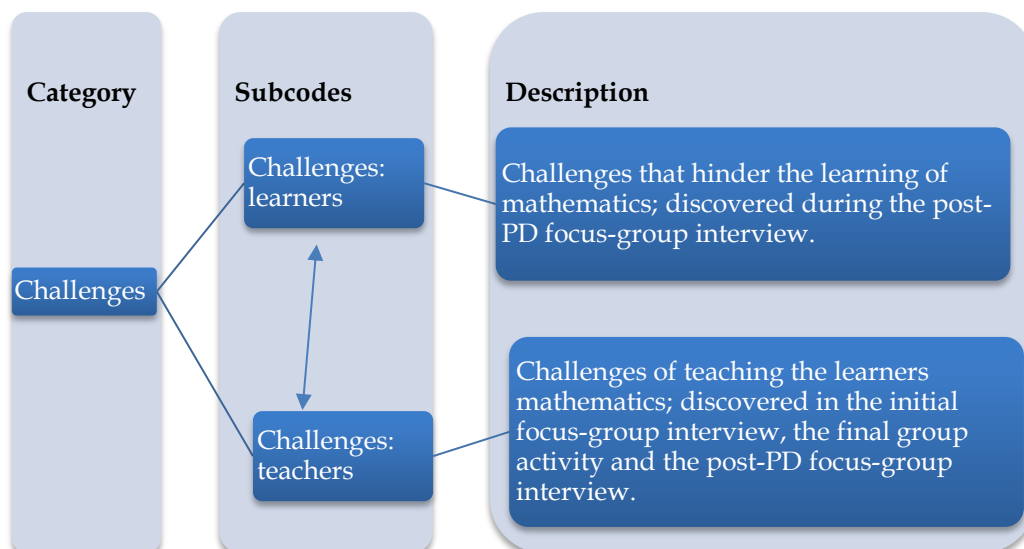 Category
Subcodes
Description
Challenges
Challenges:
learners
Challenges that hinder the learning of
mathematics; discovered during the post-
PD focus-group interview.
Challenges:
teachers
Challenges of teaching the learners
mathematics; discovered in the initial
focus-group interview, the final group
activity and the post-PD focus-group
interview.